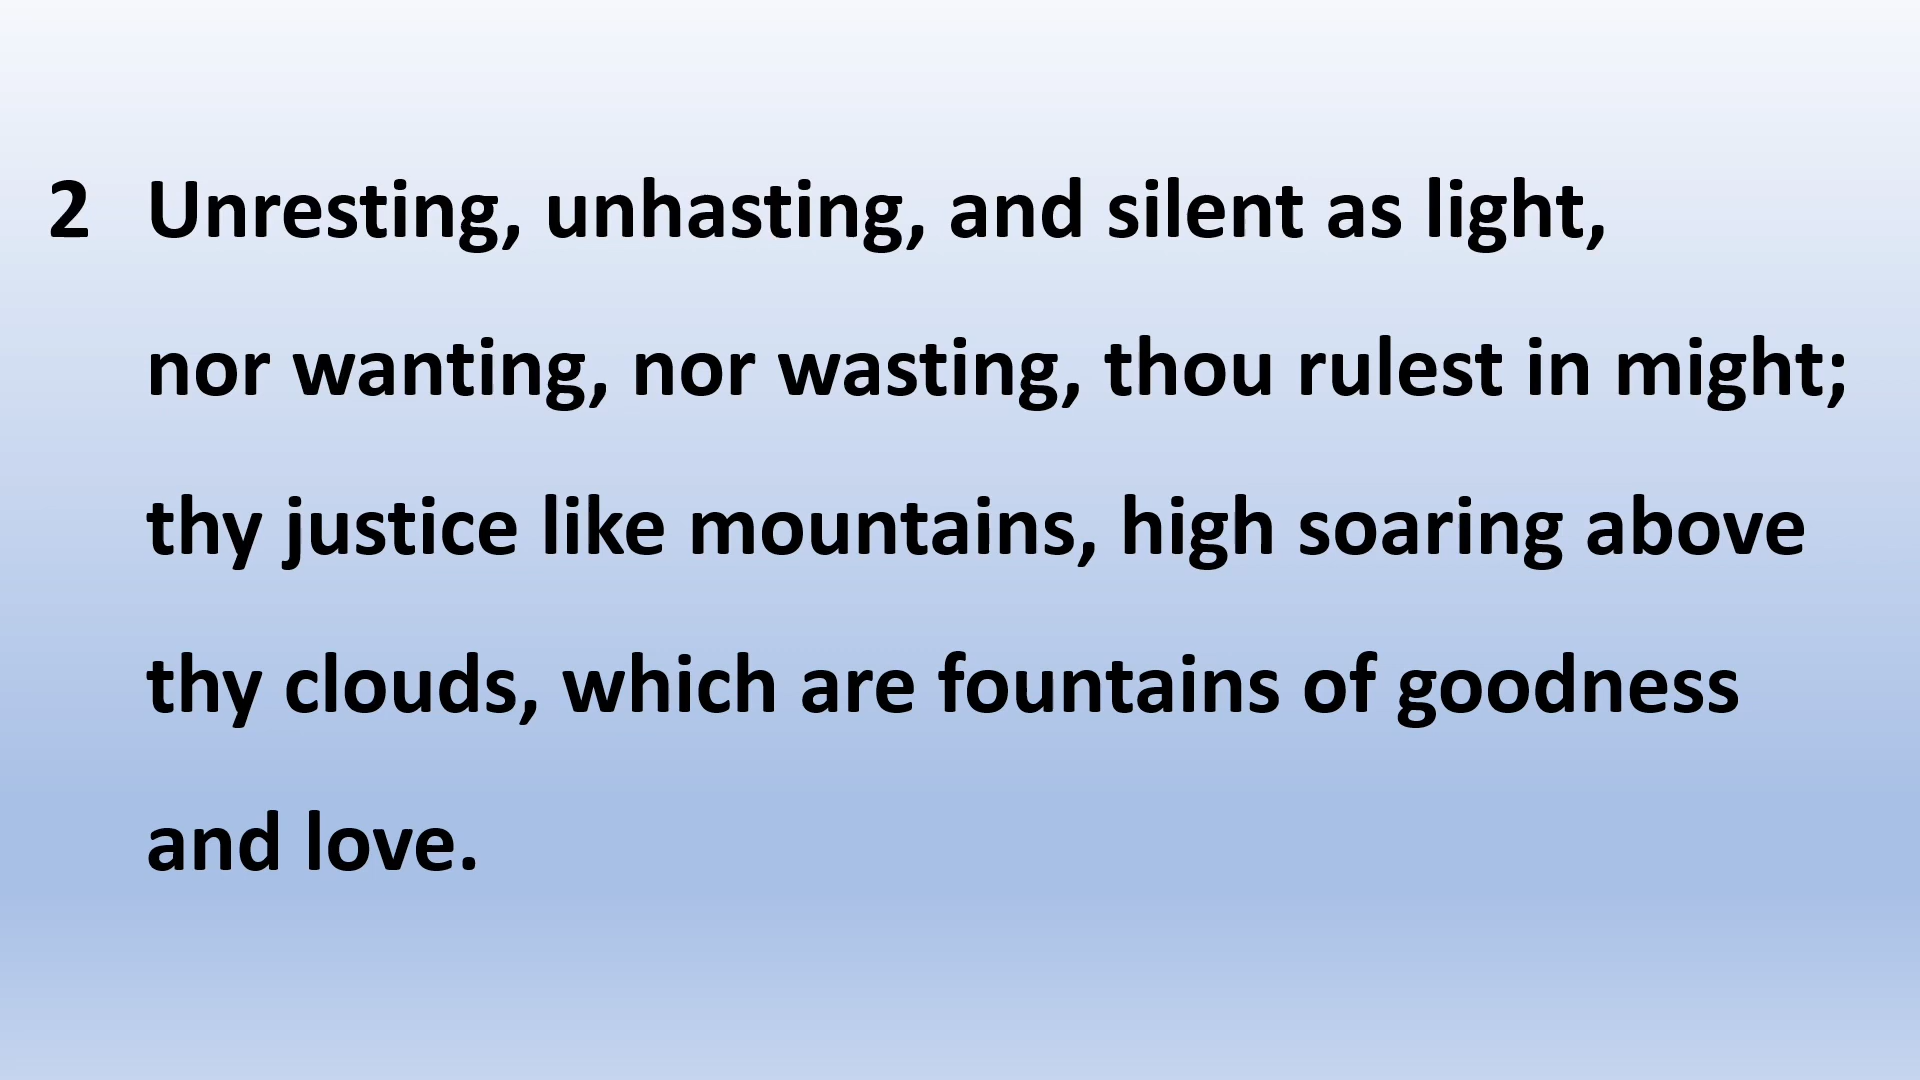 2 Unresting, unhasting, and silent as light,
nor wanting, nor wasting, thou rulest in might;
thy justice like mountains, high soaring above
thy clouds, which are fountains of goodness
and love.